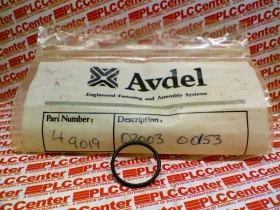 Avdel
Engineered Fastening and Assembly Systems
Part Number: Description:
49019 07003 00153
PLCCenter